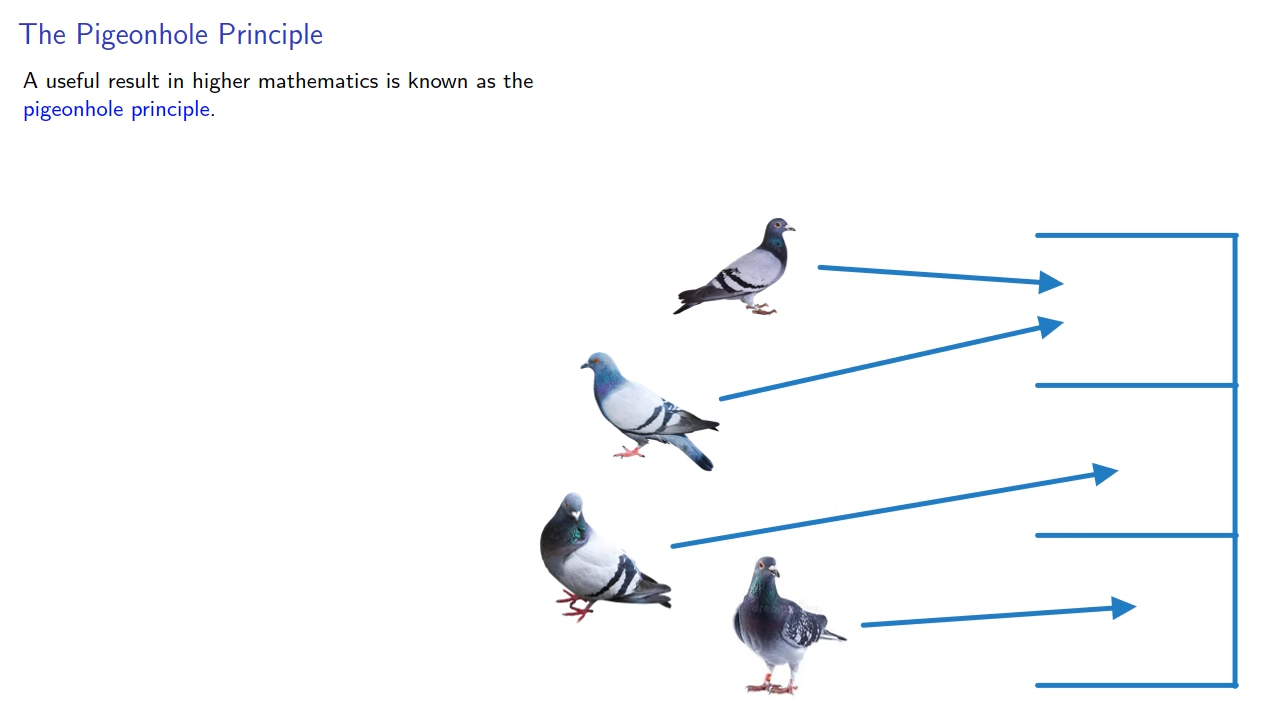 The Pigeonhole Principle
A useful result in higher mathematics is known as the
pigeonhole principle.